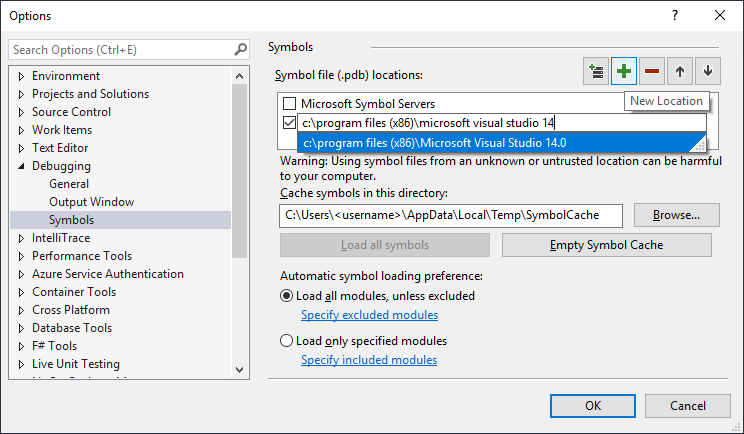 Options
Search Options (Ctrl+E)
Environment
Projects and Solutions
Source Control
Work Items
Text Editor
Debugging
General
Output Window
Symbols
IntelliTrace
Performance Tools
Azure Service Authentication
Container Tools
Cross Platform
Database Tools
F# Tools
Live Unit Testing
Symbols
Symbol file (.pdb) locations:
New Location
Microsoft Symbol Servers
c:\program files (x86)\microsoft visual studio 14
c:\program files (x86)\Microsoft Visual Studio 14.0
Warning: Using symbol files from an unknown or untrusted location can be harmful
to your computer.
Cache symbols in this directory:
C:\Users\<username>\AppData\Local\Temp\SymbolCache
Browse...
Load all symbols
Empty Symbol Cache
Automatic symbol loading preference:
Load all modules, unless excluded
Specify excluded modules
Load only specified modules
Specify included modules
OK
Cancel